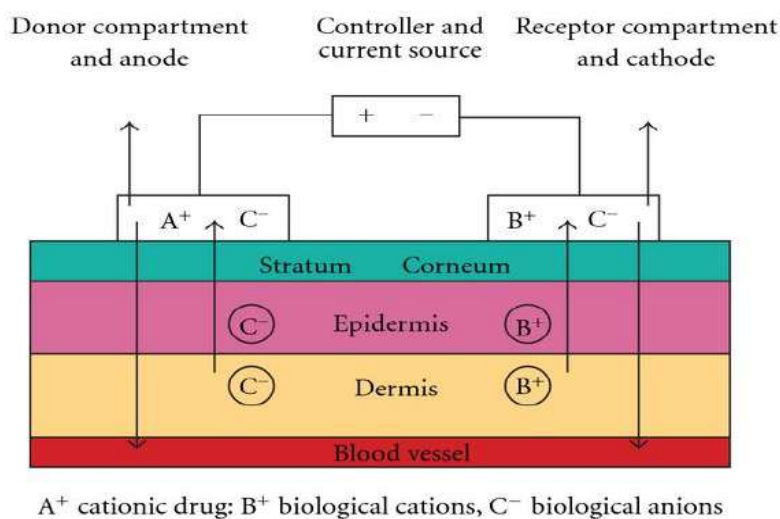 Donor compartment
and anode
Controller and
current source
Receptor compartment
and cathode
+ −
A⁺ C⁻
B⁺ C⁻
Stratum Corneum
C⁻ Epidermis B⁺
C⁻ Dermis B⁺
Blood vessel
A⁺ cationic drug: B⁺ biological cations, C⁻ biological anions